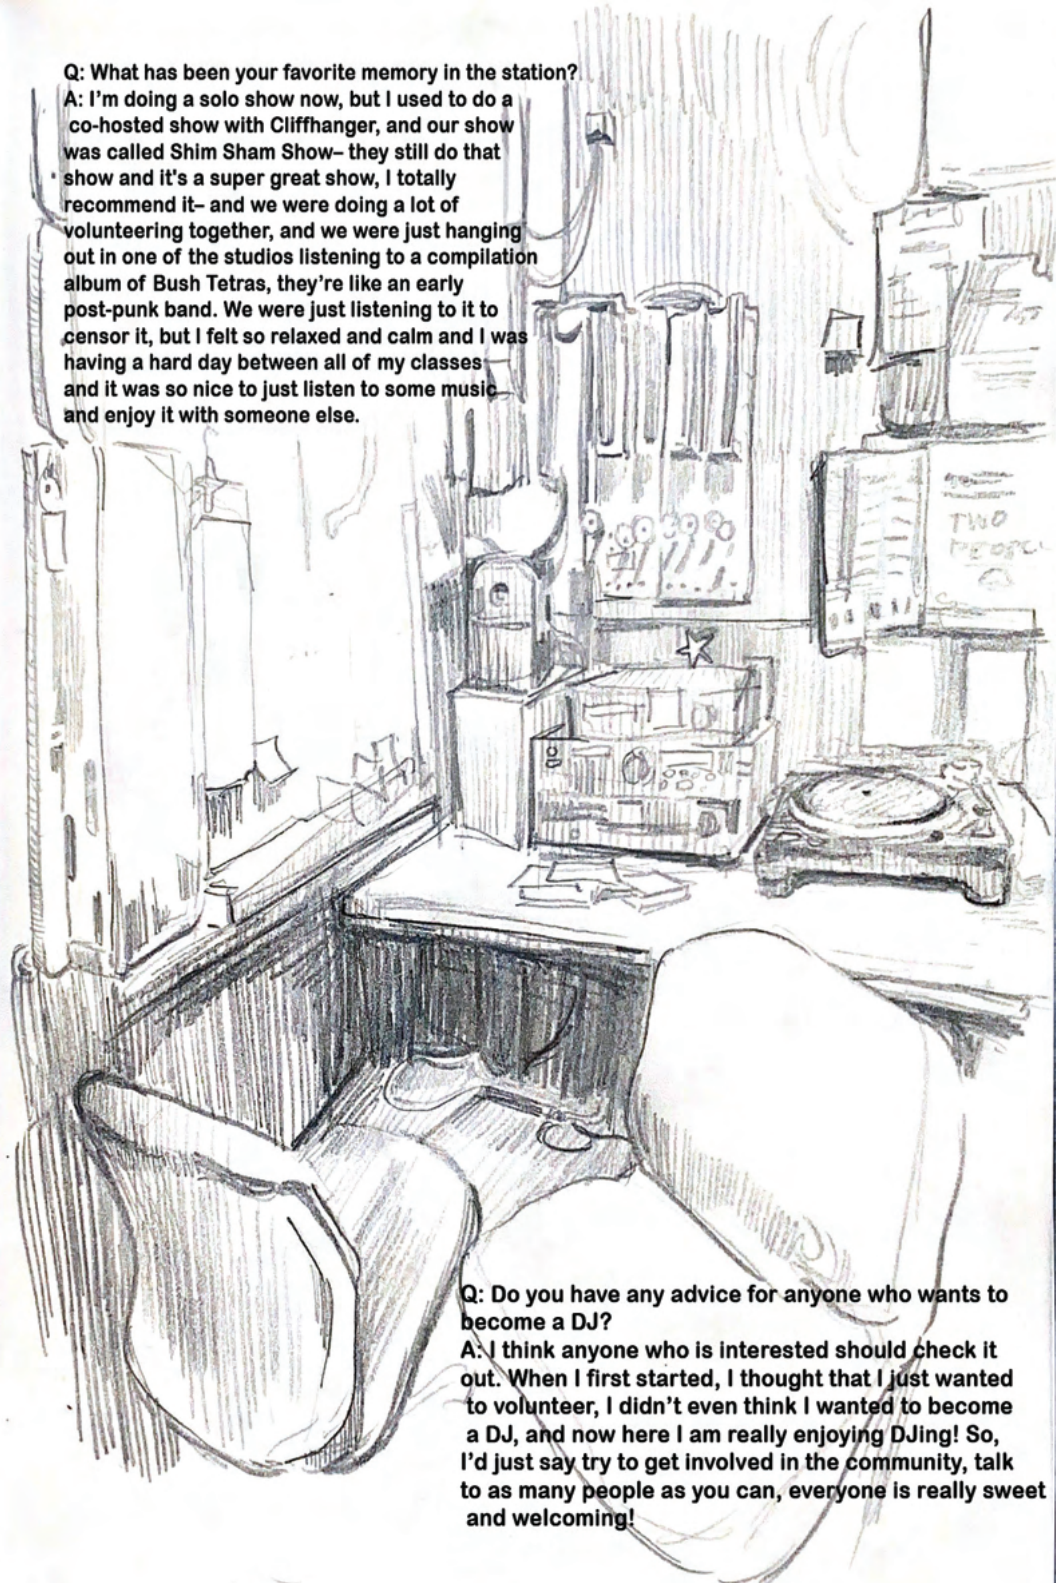 Q: What has been your favorite memory in the station?
A: I'm doing a solo show now, but I used to do a
co-hosted show with Cliffhanger, and our show
was called Shim Sham Show– they still do that
show and it's a super great show, I totally
recommend it– and we were doing a lot of
volunteering together, and we were just hanging
out in one of the studios listening to a compilation
album of Bush Tetras, they're like an early
post-punk band. We were just listening to it to
censor it, but I felt so relaxed and calm and I was
having a hard day between all of my classes
and it was so nice to just listen to some music
and enjoy it with someone else.
TWO
Q: Do you have any advice for anyone who wants to
become a DJ?
A: I think anyone who is interested should check it
out. When I first started, I thought that I just wanted
to volunteer, I didn't even think I wanted to become
a DJ, and now here I am really enjoying DJing! So,
I'd just say try to get involved in the community, talk
to as many people as you can, everyone is really sweet
and welcoming!